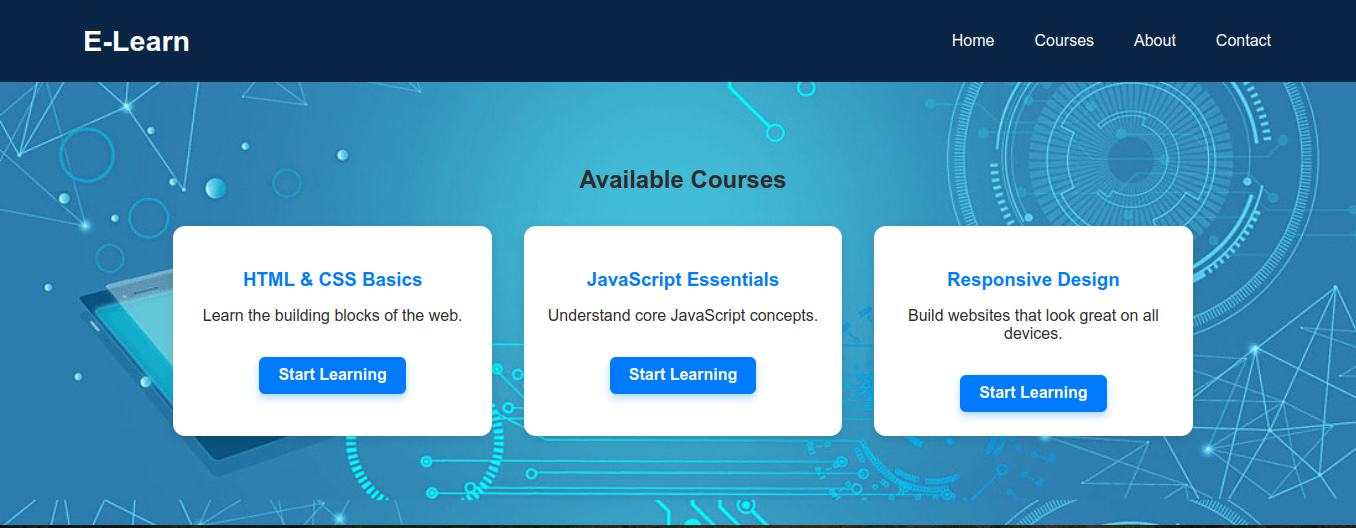 E-Learn
Home Courses About Contact
Available Courses
HTML & CSS Basics
Learn the building blocks of the web.
Start Learning
JavaScript Essentials
Understand core JavaScript concepts.
Start Learning
Responsive Design
Build websites that look great on all
devices.
Start Learning